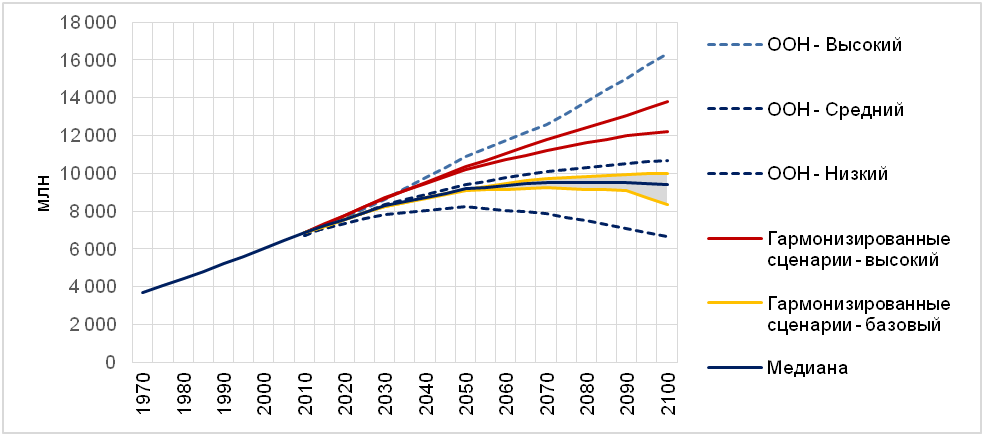 18 000
16 000
14 000
12 000
10 000
8 000
6 000
4 000
2 000
0
млн
1970
1980
1990
2000
2010
2020
2030
2040
2050
2060
2070
2080
2090
2100
ООН - Высокий
ООН - Средний
ООН - Низкий
Гармонизированные
сценарии - высокий
Гармонизированные
сценарии - базовый
Медиана